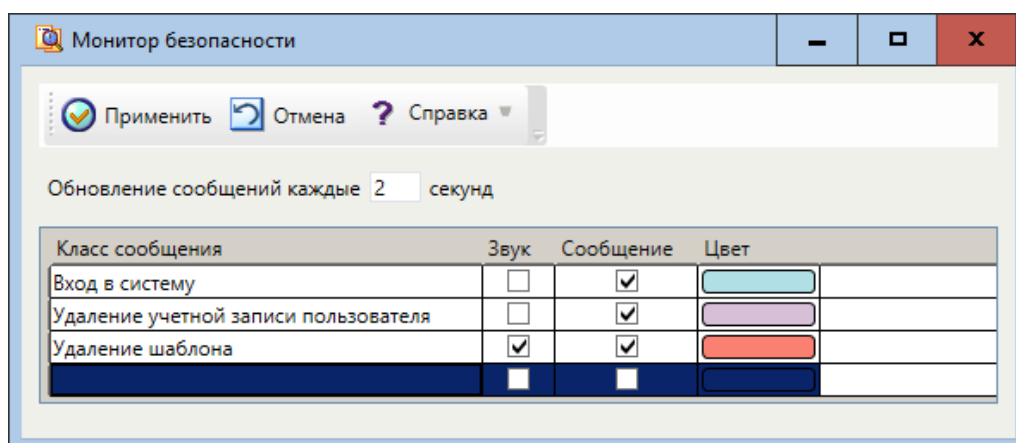 Монитор безопасности
Применить Отмена ? Справка
Обновление сообщений каждые 2 секунд
Класс сообщения Звук Сообщение Цвет
Вход в систему
Удаление учетной записи пользователя
Удаление шаблона